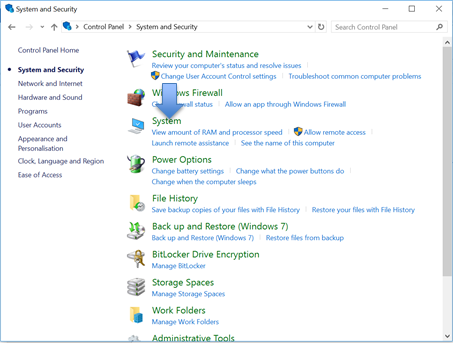 System and Security
Control Panel > System and Security
Search Control Panel
Control Panel Home
System and Security
Network and Internet
Hardware and Sound
Programs
User Accounts
Appearance and
Personalisation
Clock, Language and Region
Ease of Access
Security and Maintenance
Review your computer's status and resolve issues
Change User Account Control settings
Troubleshoot common computer problems
Windows Firewall
firewall status
Allow an app through Windows Firewall
System
View amount of RAM and processor speed
Allow remote access
Launch remote assistance
See the name of this computer
Power Options
Change battery settings
Change what the power buttons do
Change when the computer sleeps
File History
Save backup copies of your files with File History
Restore your files with File History
Back up and Restore (Windows 7)
Back up and Restore (Windows 7)
Restore files from backup
BitLocker Drive Encryption
Manage BitLocker
Storage Spaces
Manage Storage Spaces
Work Folders
Manage Work Folders
Administrative Tools